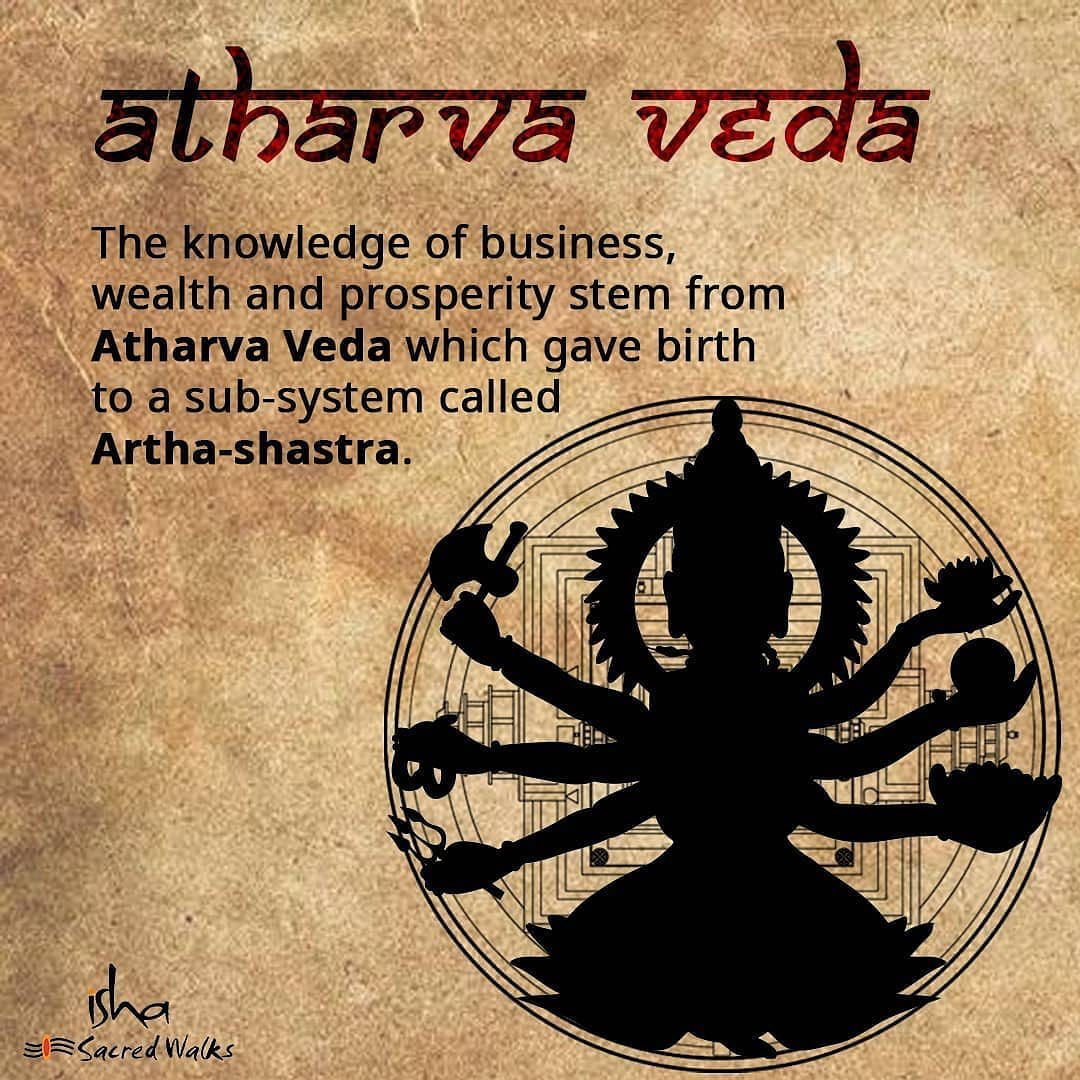 atharva veda
The knowledge of business,
wealth and prosperity stem from
Atharva Veda which gave birth
to a sub-system called
Artha-shastra.
isha
Sacred Walks